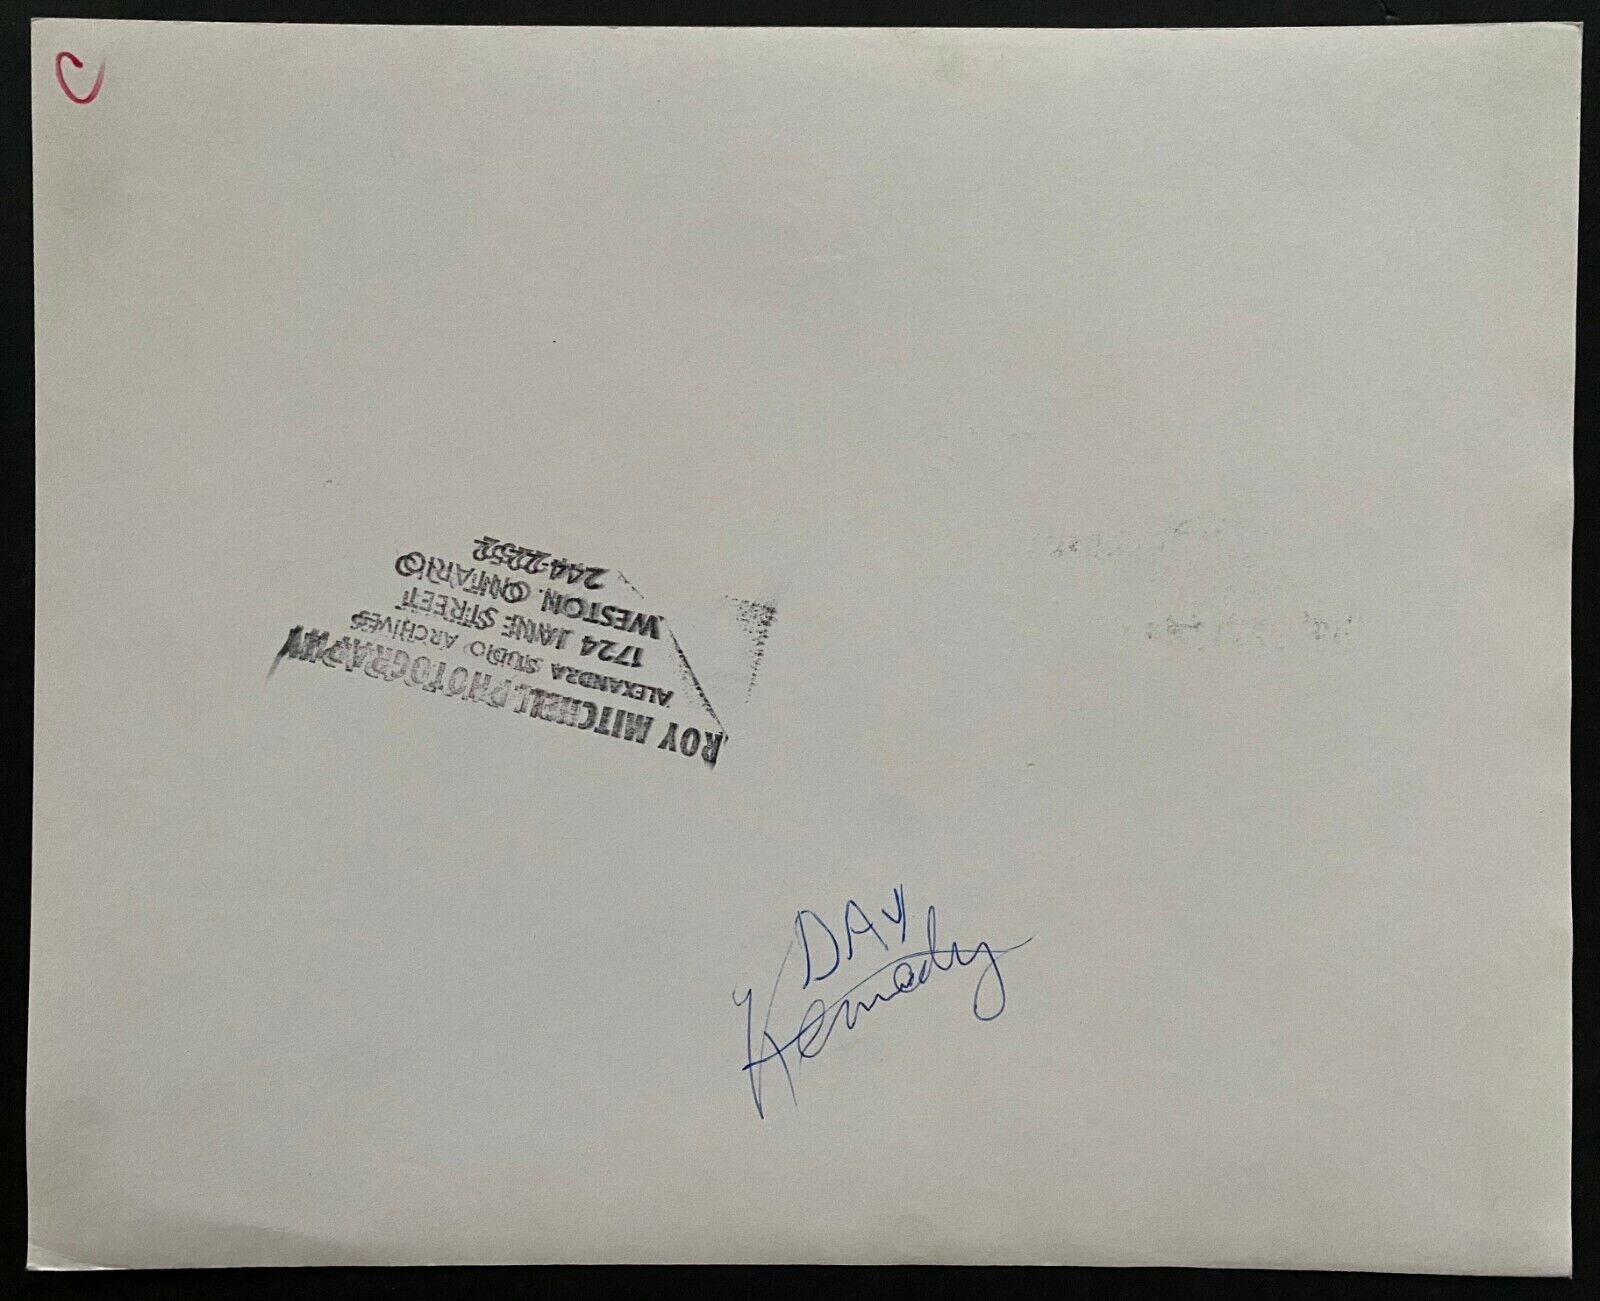 C
ROY MITCHELL PHOTOGRAPHY
ALEXANDRA STUDIO ARCHIVES
1724 JANE STREET
WESTON, ONTARIO
244-2252
DAY
Kennedy